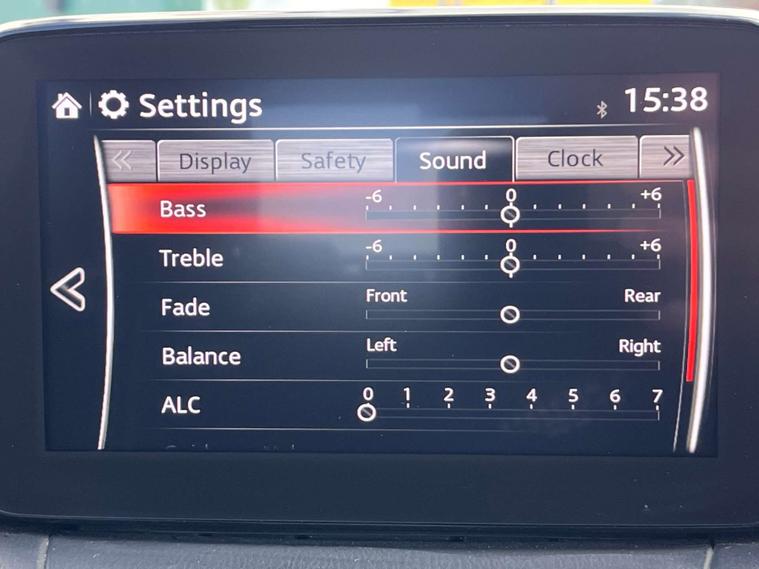 Settings 15:38
Display Safety Sound Clock
Bass -6 0 +6
Treble -6 0 +6
Fade Front Rear
Balance Left Right
ALC 0 1 2 3 4 5 6 7